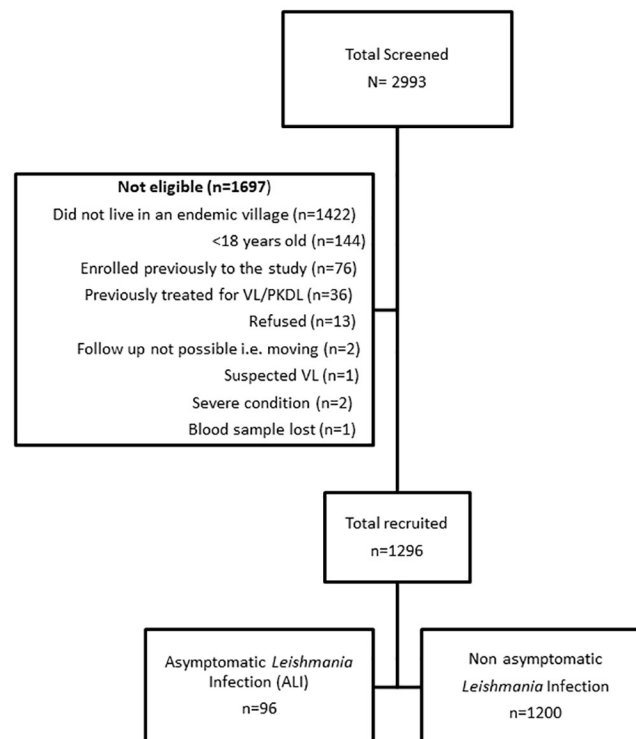 Total Screened
N= 2993
Not eligible (n=1697)
Did not live in an endemic village (n=1422)
<18 years old (n=144)
Enrolled previously to the study (n=76)
Previously treated for VL/PKDL (n=36)
Refused (n=13)
Follow up not possible i.e. moving (n=2)
Suspected VL (n=1)
Severe condition (n=2)
Blood sample lost (n=1)
Total recruited
n=1296
Asymptomatic Leishmania
Infection (ALI)
n=96
Non asymptomatic
Leishmania Infection
n=1200